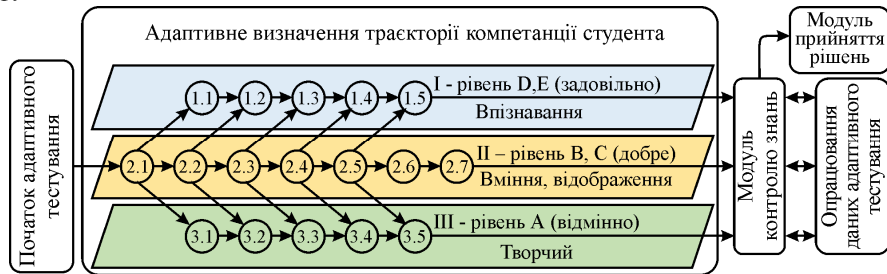 Адаптивне визначення траєкторії компетанції студента
Початок адаптивного
тестування
1.1
1.2
1.3
1.4
1.5
I - рівень D,E (задовільно)
Впізнавання
2.1
2.2
2.3
2.4
2.5
2.6
2.7
II – рівень B, C (добре)
Вміння, відображення
3.1
3.2
3.3
3.4
3.5
III - рівень A (відмінно)
Творчий
Модуль
контролю знань
Модуль
прийняття
рішень
Опрацювання
даних адаптивного
тестування